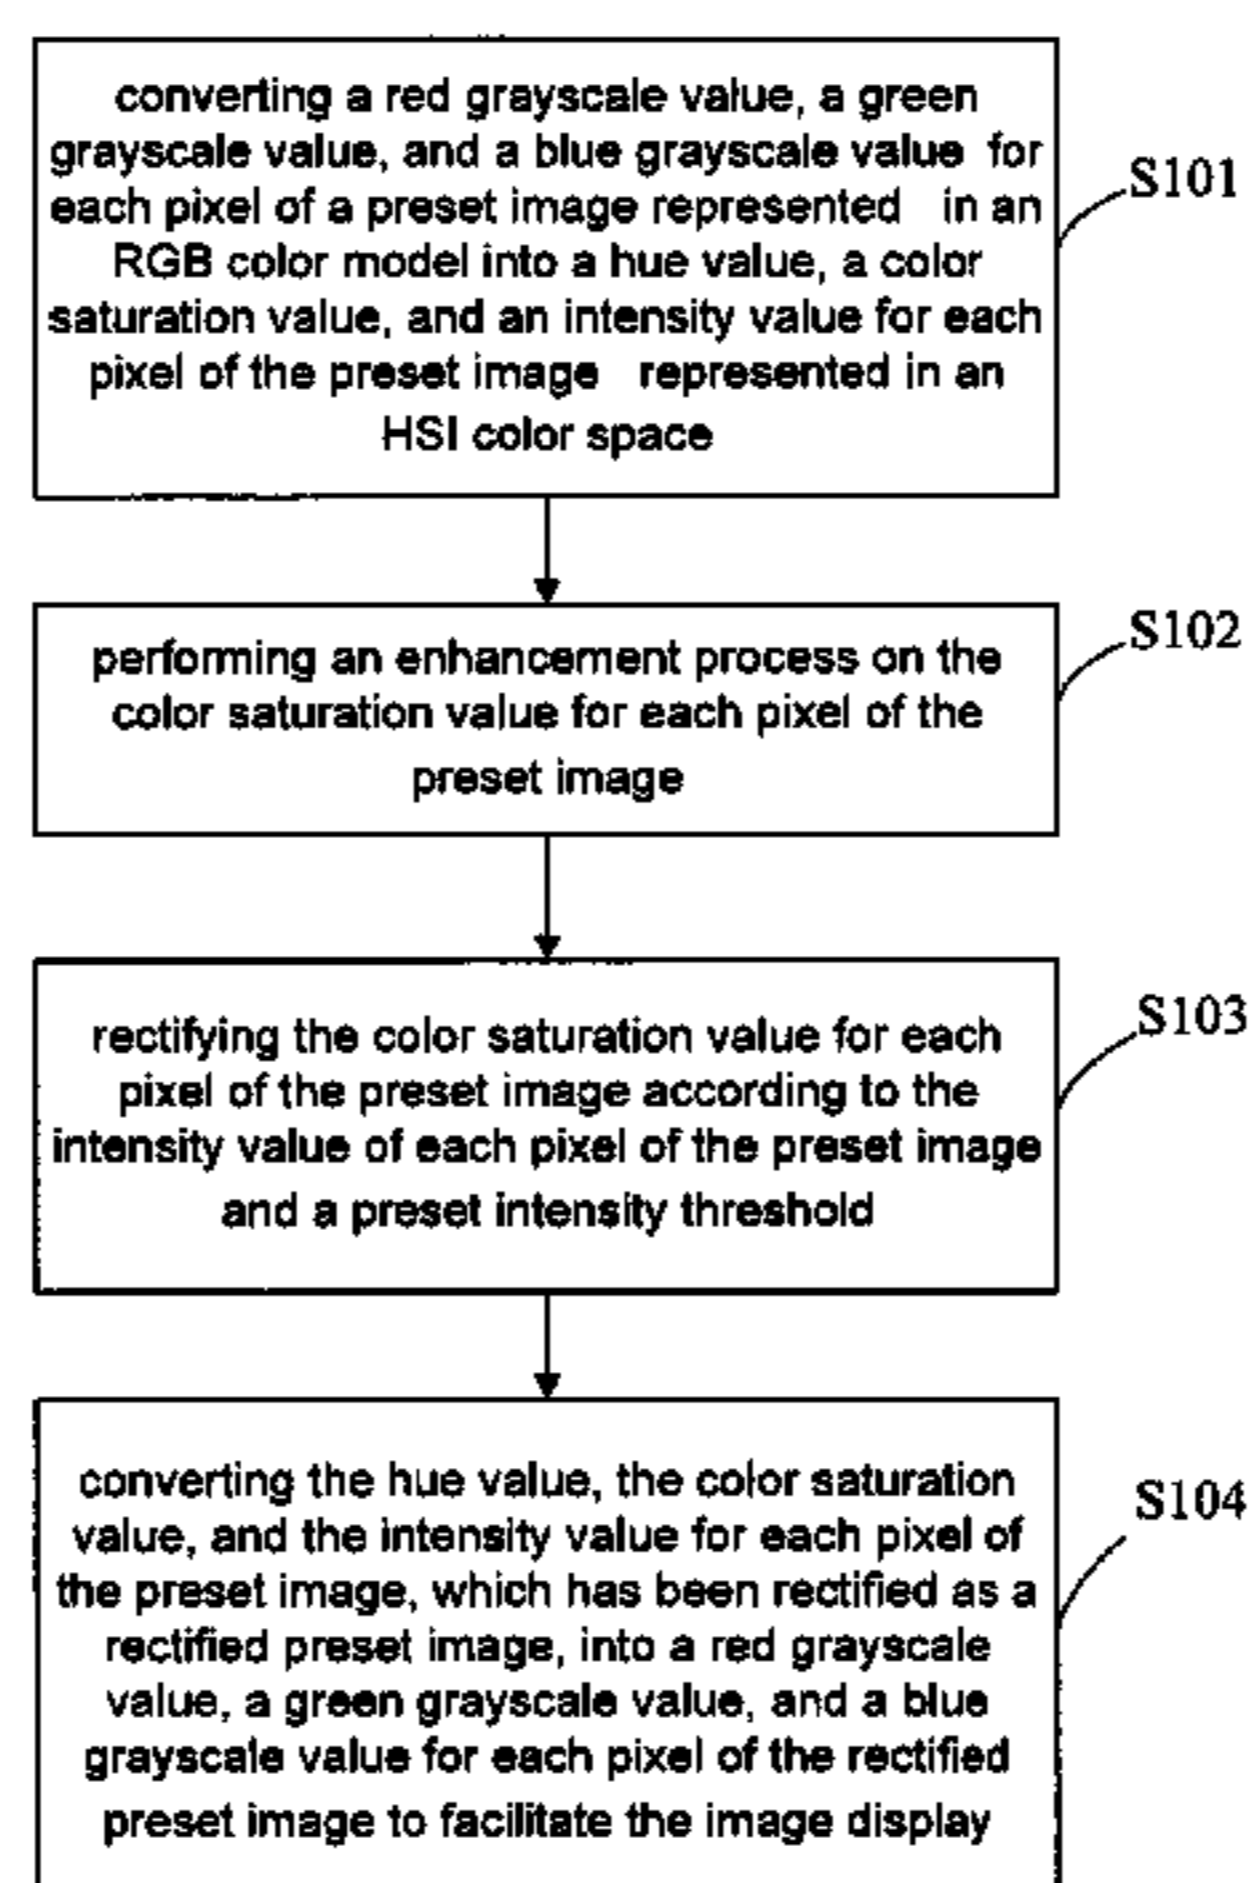 converting a red grayscale value, a green
grayscale value, and a blue grayscale value for
each pixel of a preset image represented in an
RGB color model into a hue value, a color
saturation value, and an intensity value for each
pixel of the preset image represented in an
HSI color space
S101
performing an enhancement process on the
color saturation value for each pixel of the
preset image
S102
rectifying the color saturation value for each
pixel of the preset image according to the
intensity value of each pixel of the preset image
and a preset intensity threshold
S103
converting the hue value, the color saturation
value, and the intensity value for each pixel of
the preset image, which has been rectified as a
rectified preset image, into a red grayscale
value, a green grayscale value, and a blue
grayscale value for each pixel of the rectified
preset image to facilitate the image display
S104